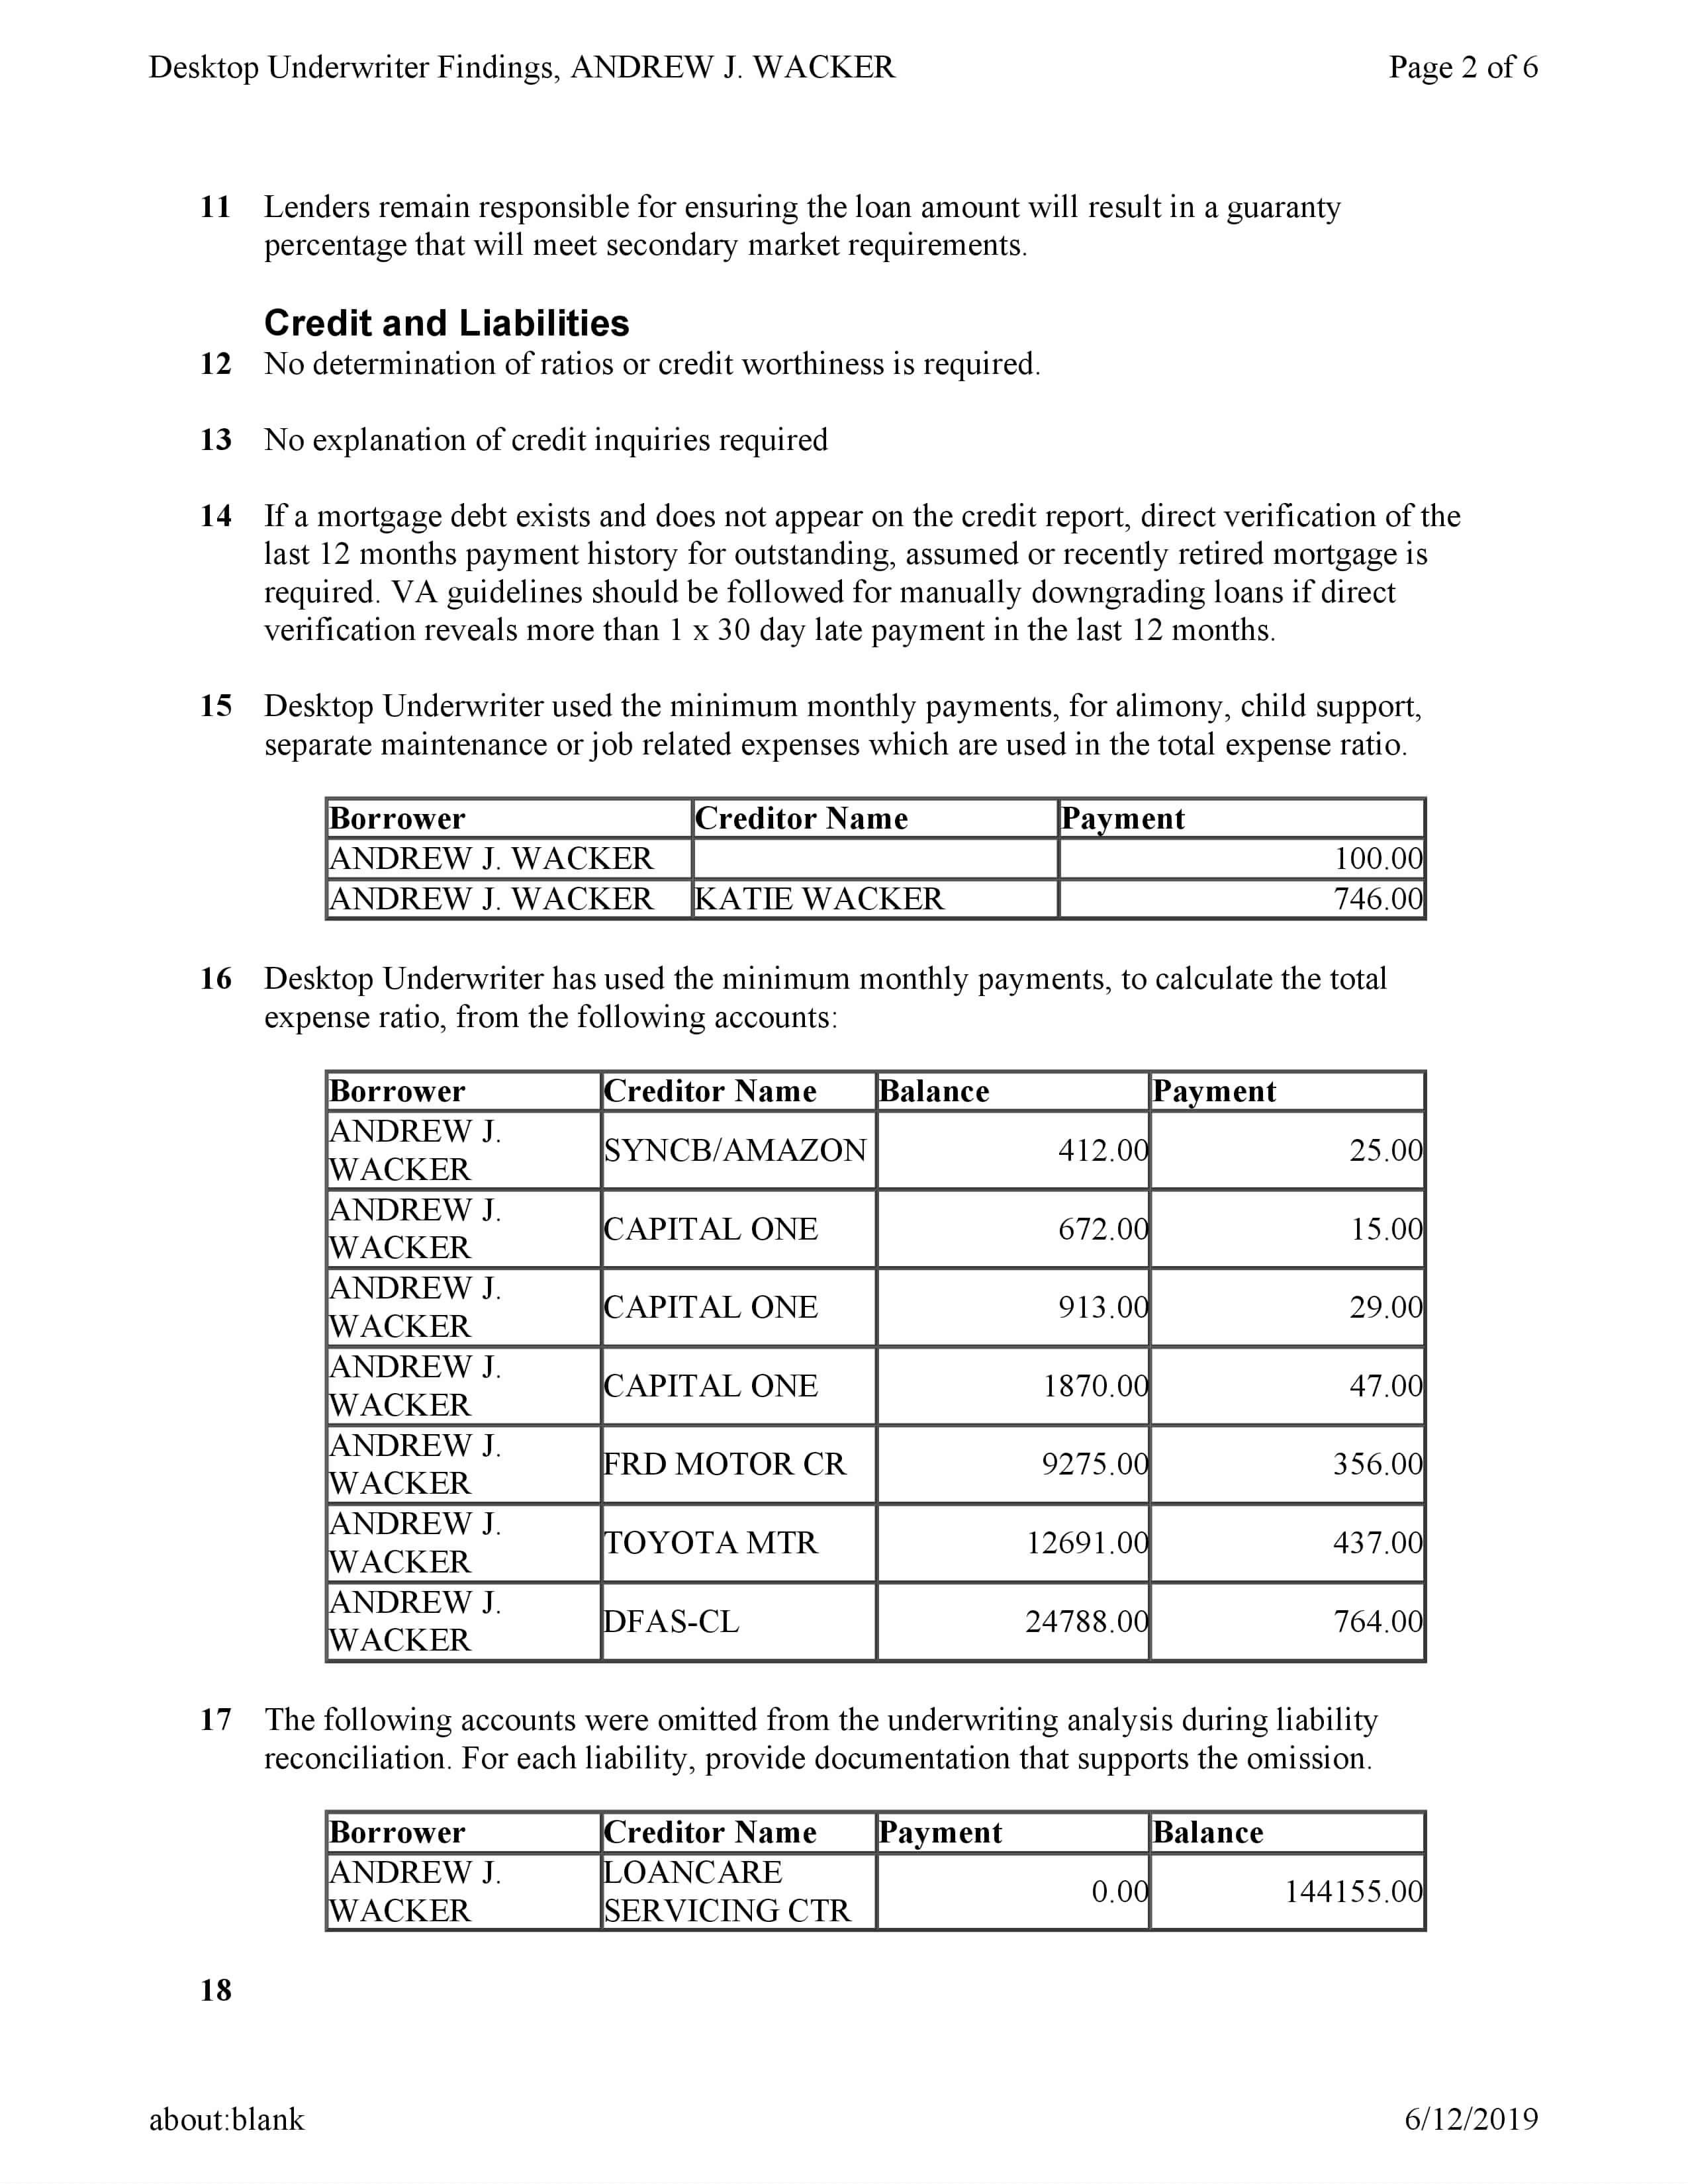 Desktop Underwriter Findings, ANDREW J. WACKER Page 2 of 6
11 Lenders remain responsible for ensuring the loan amount will result in a guaranty
percentage that will meet secondary market requirements.
Credit and Liabilities
12 No determination of ratios or credit worthiness is required.
13 No explanation of credit inquiries required
14 If a mortgage debt exists and does not appear on the credit report, direct verification of the
last 12 months payment history for outstanding, assumed or recently retired mortgage is
required. VA guidelines should be followed for manually downgrading loans if direct
verification reveals more than 1 x 30 day late payment in the last 12 months.
15 Desktop Underwriter used the minimum monthly payments, for alimony, child support,
separate maintenance or job related expenses which are used in the total expense ratio.
Borrower Creditor Name Payment
ANDREW J. WACKER 100.00
ANDREW J. WACKER KATIE WACKER 746.00
16 Desktop Underwriter has used the minimum monthly payments, to calculate the total
expense ratio, from the following accounts:
Borrower Creditor Name Balance Payment
ANDREW J.
WACKER SYNCB/AMAZON 412.00 25.00
ANDREW J.
WACKER CAPITAL ONE 672.00 15.00
ANDREW J.
WACKER CAPITAL ONE 913.00 29.00
ANDREW J.
WACKER CAPITAL ONE 1870.00 47.00
ANDREW J.
WACKER FRD MOTOR CR 9275.00 356.00
ANDREW J.
WACKER TOYOTA MTR 12691.00 437.00
ANDREW J.
WACKER DFAS-CL 24788.00 764.00
17 The following accounts were omitted from the underwriting analysis during liability
reconciliation. For each liability, provide documentation that supports the omission.
Borrower Creditor Name Payment Balance
ANDREW J. LOANCARE
WACKER SERVICING CTR 0.00 144155.00
18
about:blank 6/12/2019